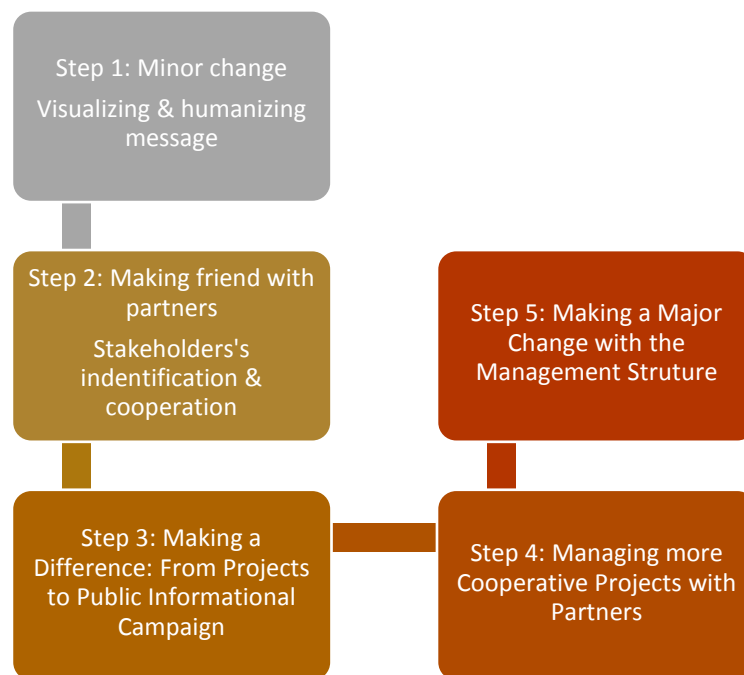 Step 1: Minor change
Visualizing & humanizing
message
Step 2: Making friend with
partners
Stakeholders's
indentification &
cooperation
Step 3: Making a
Difference: From Projects
to Public Informational
Campaign
Step 4: Managing more
Cooperative Projects with
Partners
Step 5: Making a Major
Change with the
Management Struture